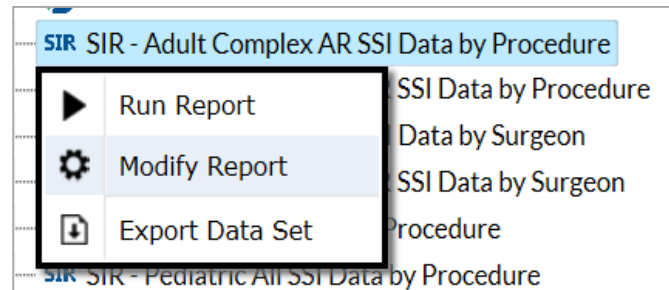 SIR SIR - Adult Complex AR SSI Data by Procedure
SSI Data by Procedure
Run Report
Data by Surgeon
Modify Report
SSI Data by Surgeon
Export Data Set
Procedure
SIR SIR - Pediatric All SSI Data by Procedure